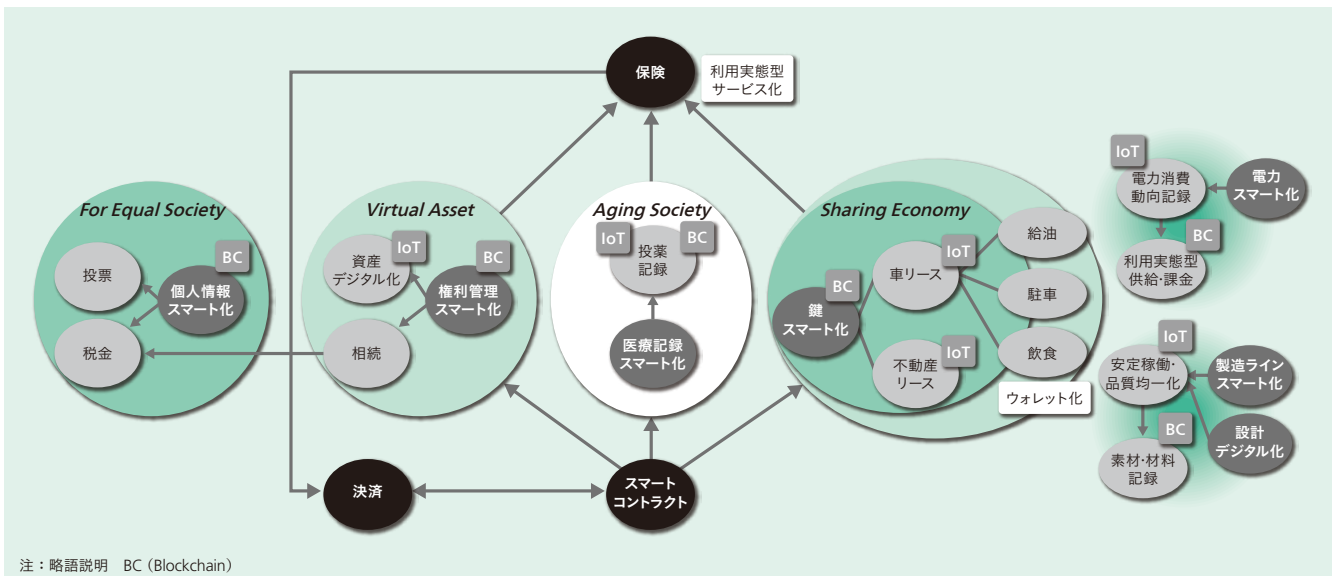 保険
利用実態型
サービス化
For Equal Society
BC
投票
個人情報
スマート化
税金
Virtual Asset
IoT
BC
資産
デジタル化
権利管理
スマート化
相続
Aging Society
IoT
BC
投薬
記録
医療記録
スマート化
Sharing Economy
IoT
給油
車リース
BC
駐車
鍵
スマート化
IoT
不動産
リース
飲食
ウォレット化
IoT
電力消費
動向記録
電力
スマート化
BC
利用実態型
供給・課金
IoT
安定稼働・
品質均一化
製造ライン
スマート化
BC
設計
デジタル化
素材・材料
記録
決済
スマート
コントラクト
注：略語説明 BC（Blockchain）